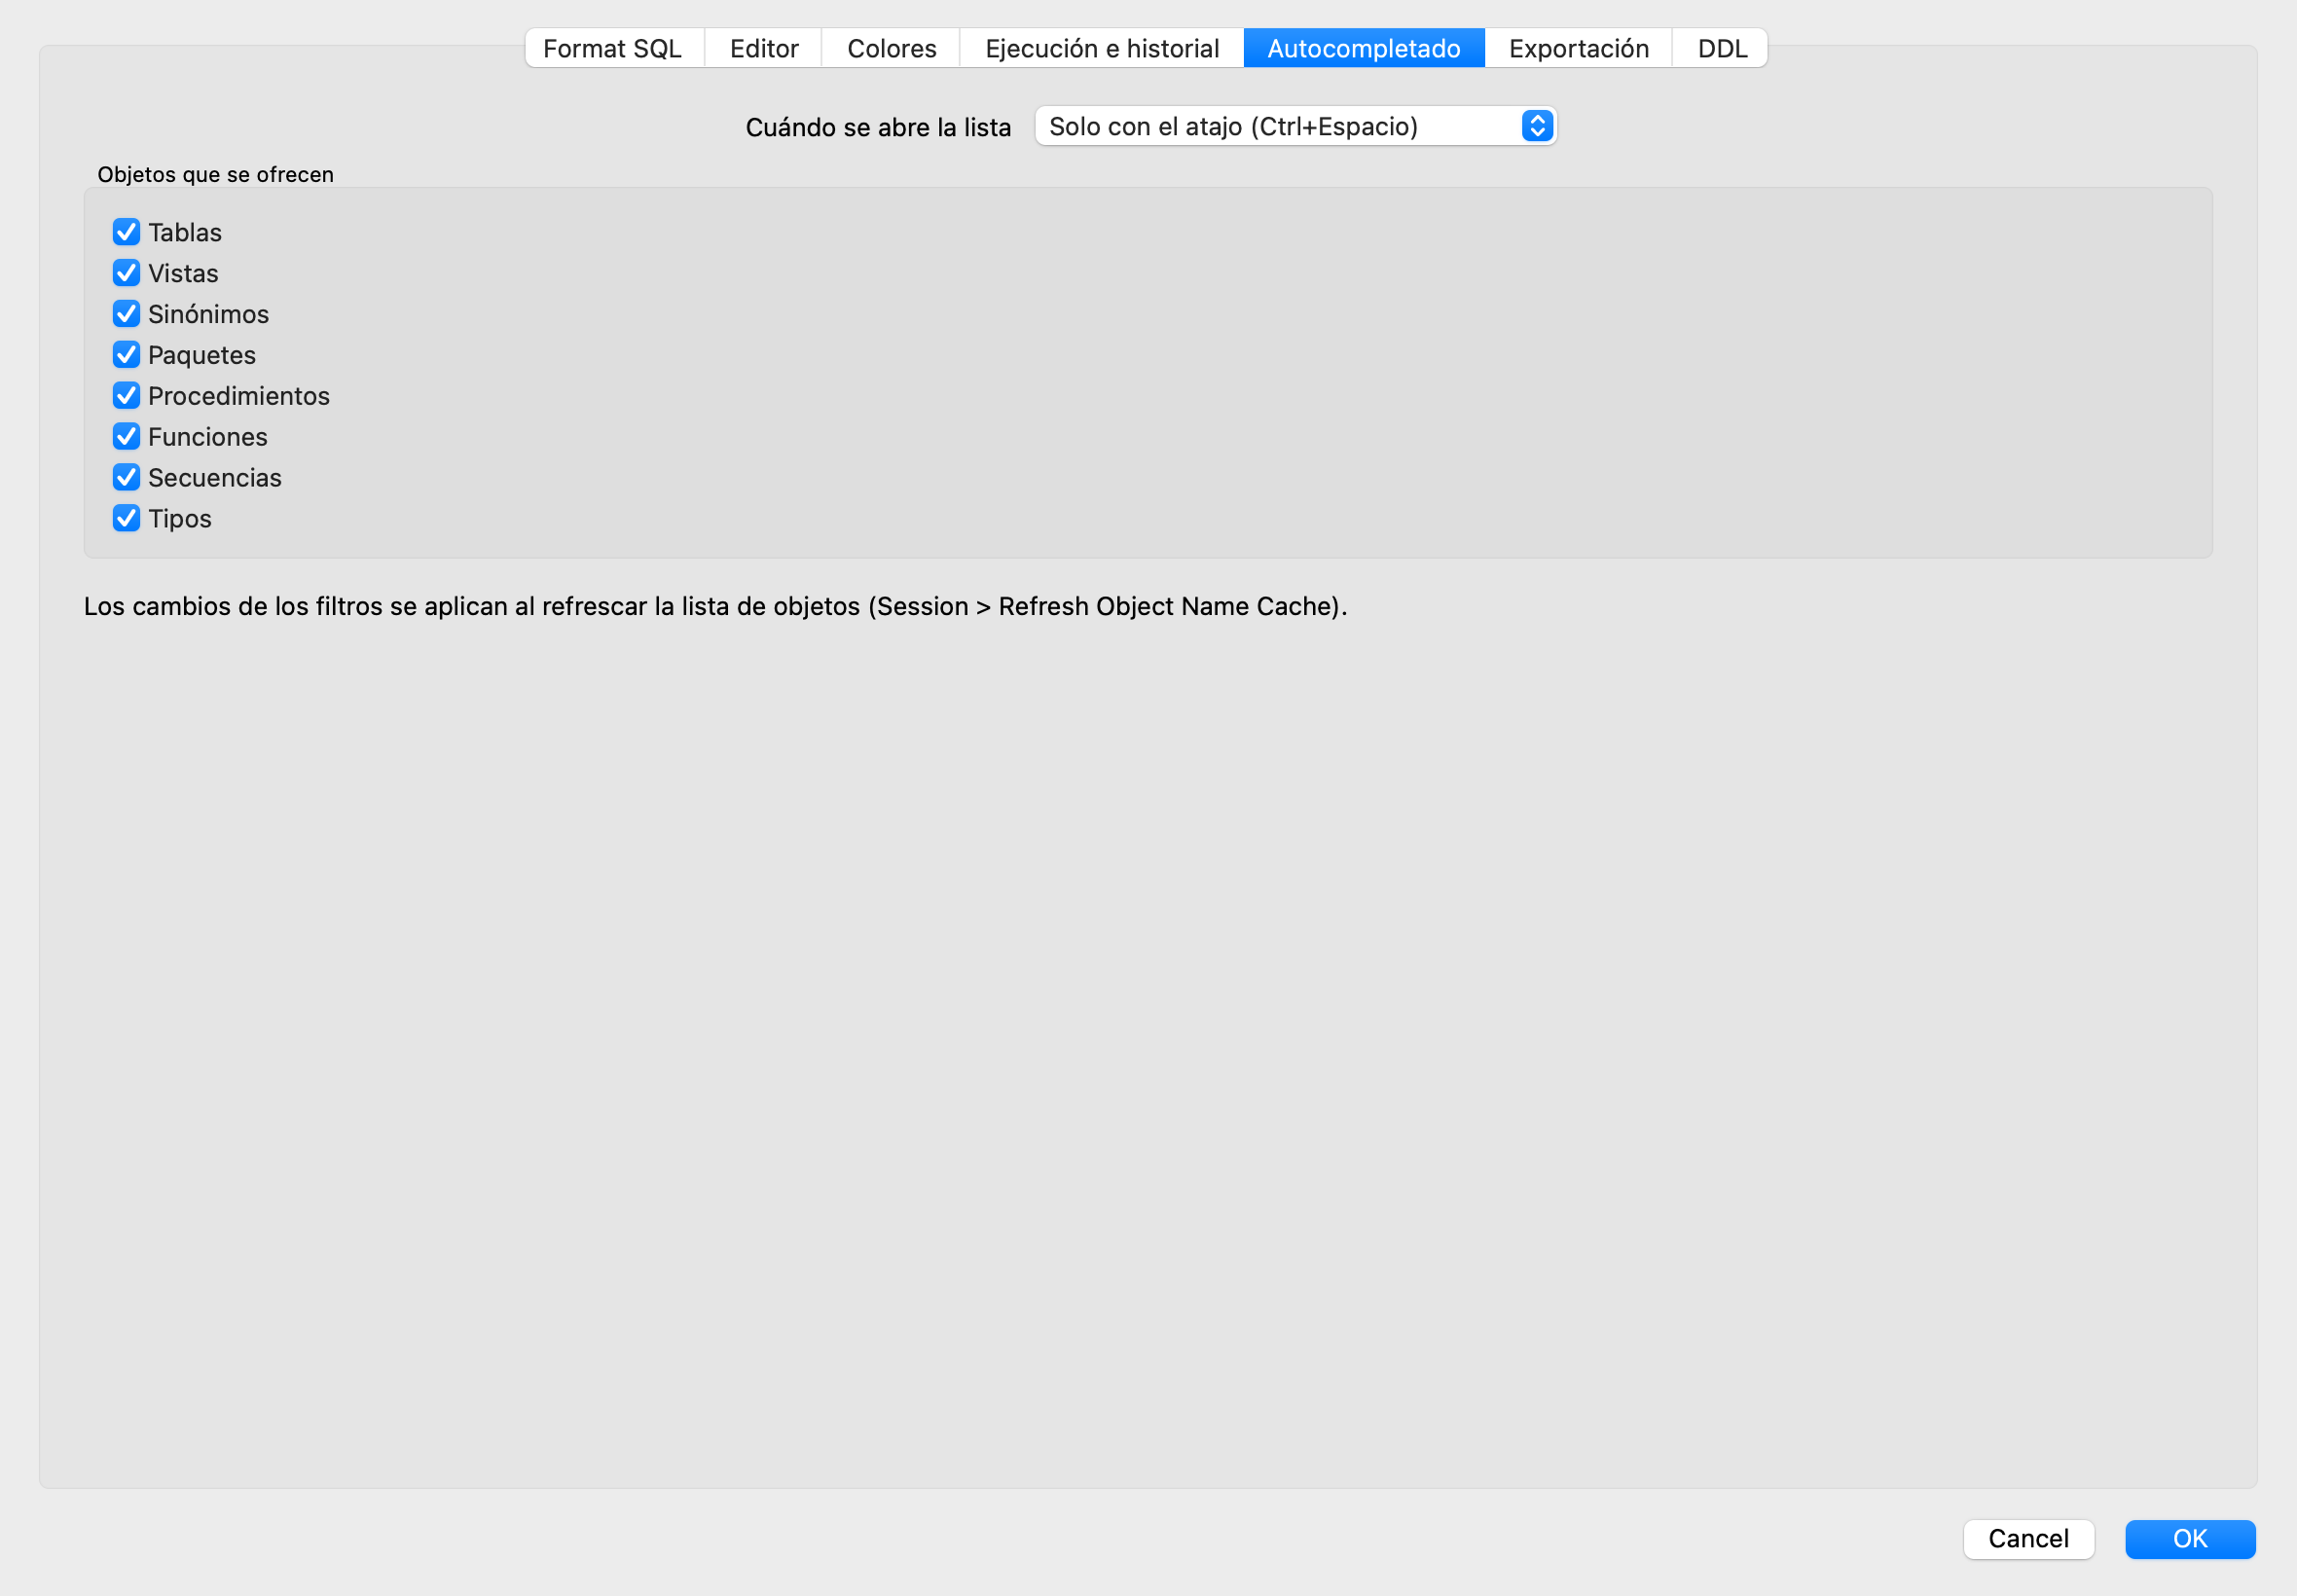 Format SQL Editor Colores Ejecución e historial Autocompletado Exportación DDL
Cuándo se abre la lista Solo con el atajo (Ctrl+Espacio)
Objetos que se ofrecen
Tablas
Vistas
Sinónimos
Paquetes
Procedimientos
Funciones
Secuencias
Tipos
Los cambios de los filtros se aplican al refrescar la lista de objetos (Session > Refresh Object Name Cache).
Cancel OK